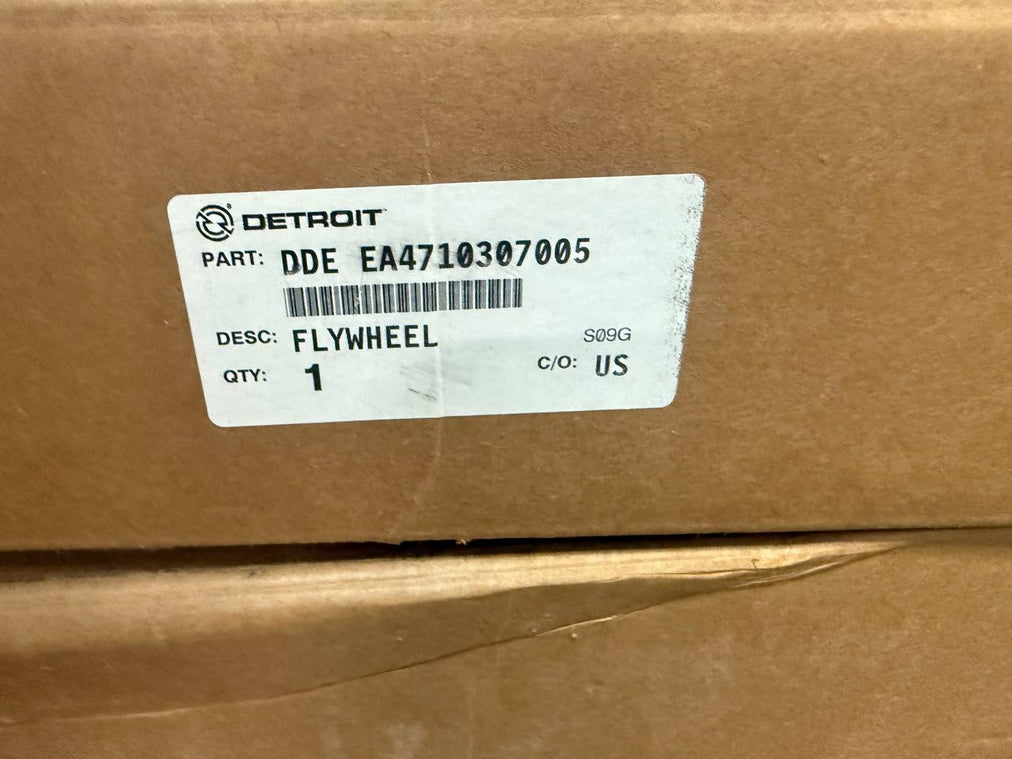 DETROIT
PART: DDE EA4710307005
DESC: FLYWHEEL S09G
QTY: 1 C/O: US